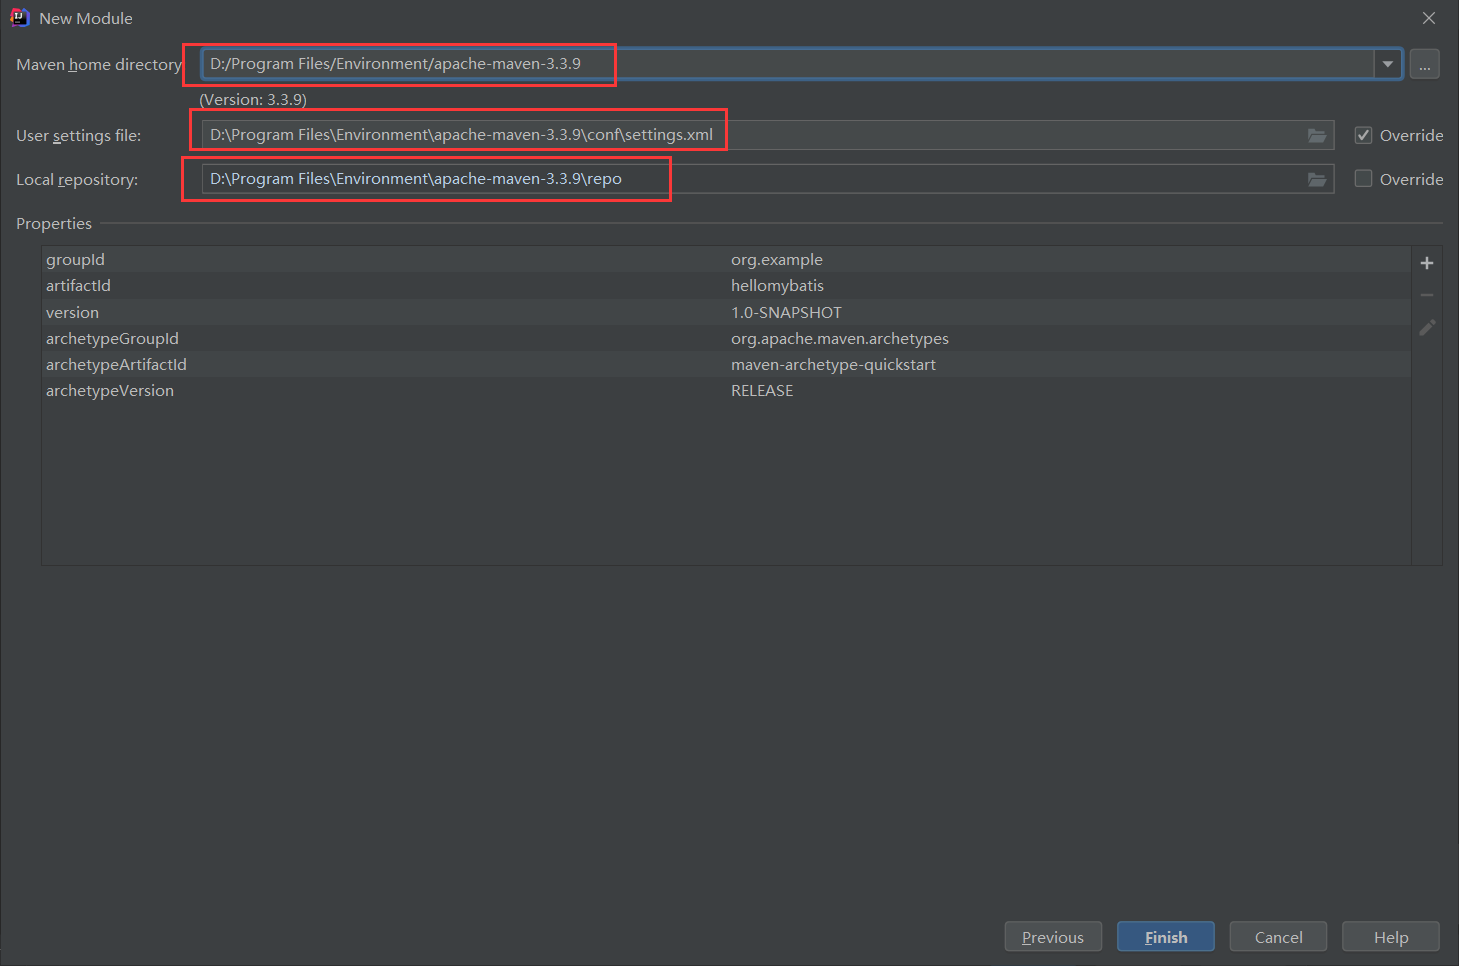 New Module
Maven home directory D:/Program Files/Environment/apache-maven-3.3.9 ...
(Version: 3.3.9)
User settings file: D:\Program Files\Environment\apache-maven-3.3.9\conf\settings.xml Override
Local repository: D:\Program Files\Environment\apache-maven-3.3.9\repo Override
Properties
groupId org.example
artifactId hellomybatis
version 1.0-SNAPSHOT
archetypeGroupId org.apache.maven.archetypes
archetypeArtifactId maven-archetype-quickstart
archetypeVersion RELEASE
Previous Finish Cancel Help